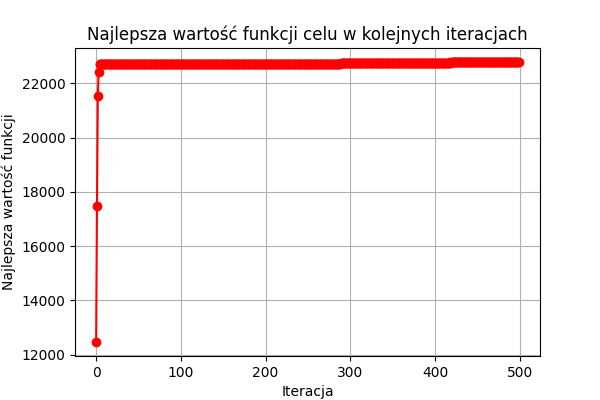 Najlepsza wartość funkcji celu w kolejnych iteracjach
Najlepsza wartość funkcji
22000
20000
18000
16000
14000
12000
0 100 200 300 400 500
Iteracja